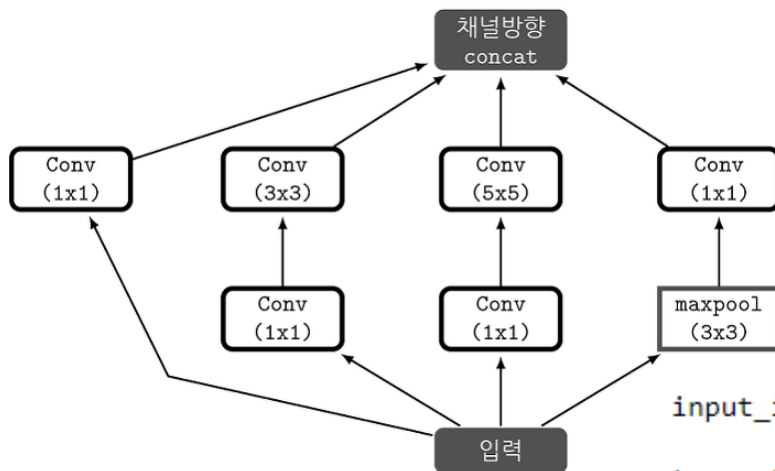 채널방향
concat
Conv
(1x1)
Conv
(3x3)
Conv
(5x5)
Conv
(1x1)
Conv
(1x1)
Conv
(1x1)
maxpool
(3x3)
input_
입력